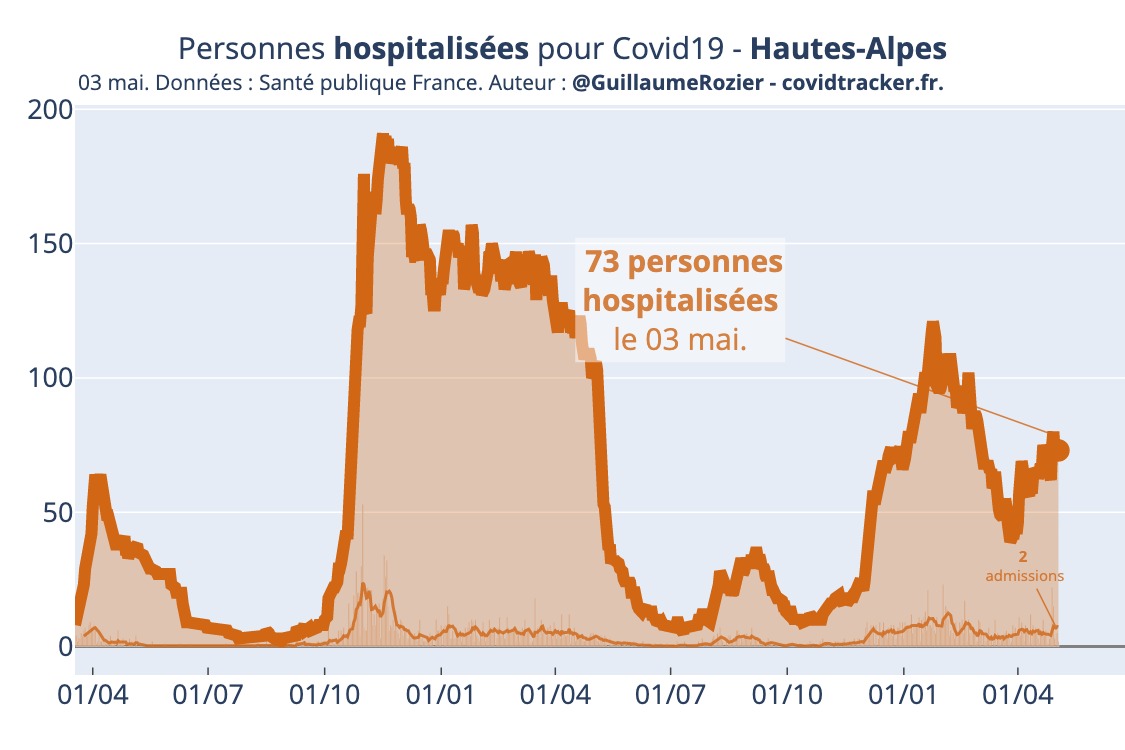 Personnes hospitalisées pour Covid19 - Hautes-Alpes
03 mai. Données : Santé publique France. Auteur : @GuillaumeRozier - covidtracker.fr.
200
150
100
50
0
73 personnes
hospitalisées
le 03 mai.
2
admissions
01/04 01/07 01/10 01/01 01/04 01/07 01/10 01/01 01/04